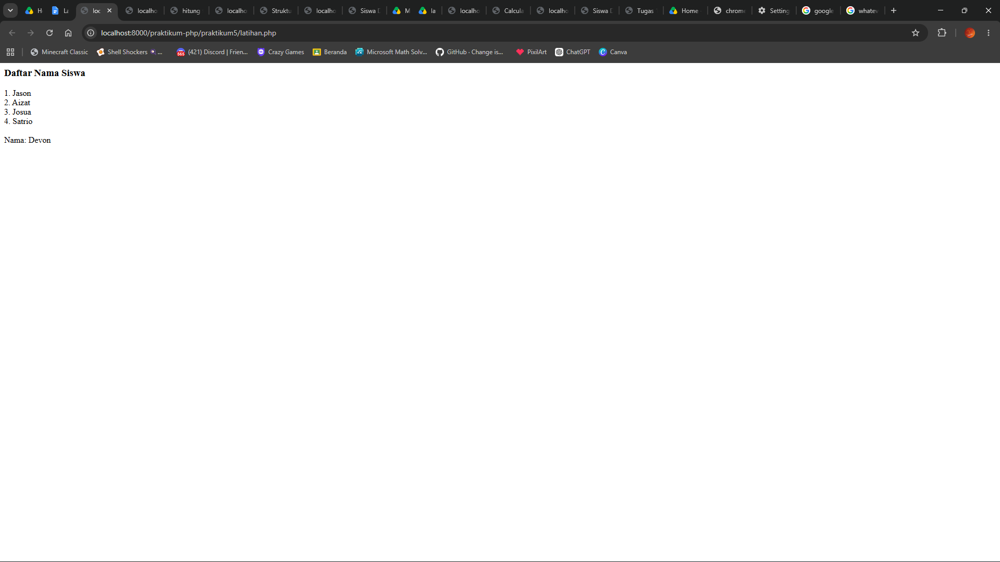 H
La
loc
localho
hitung
localho
Struktu
localho
Siswa D
M
la
localho
Calcula
localho
Siswa D
Tugas
Home
chrome
Setting
google
whatev
localhost:8000/praktikum-php/praktikum5/latihan.php
Minecraft Classic
Shell Shockers ...
565
(421) Discord | Frien...
Crazy Games
Beranda
Microsoft Math Solv...
GitHub · Change is...
PixilArt
ChatGPT
Canva
Daftar Nama Siswa
1. Jason
2. Aizat
3. Josua
4. Satrio
Nama: Devon